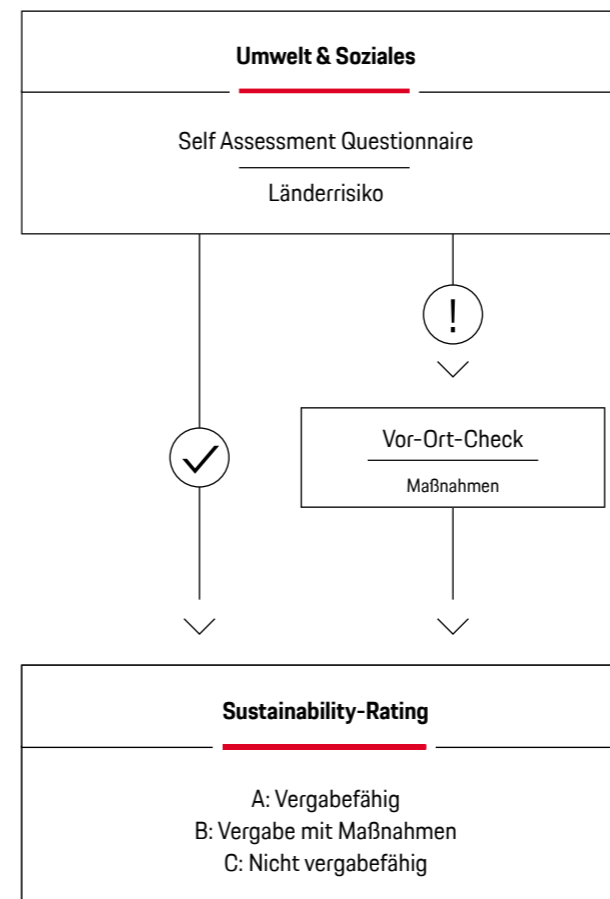 Umwelt & Soziales
Self Assessment Questionnaire
Länderrisiko
!
Vor-Ort-Check
Maßnahmen
Sustainability-Rating
A: Vergabefähig
B: Vergabe mit Maßnahmen
C: Nicht vergabefähig